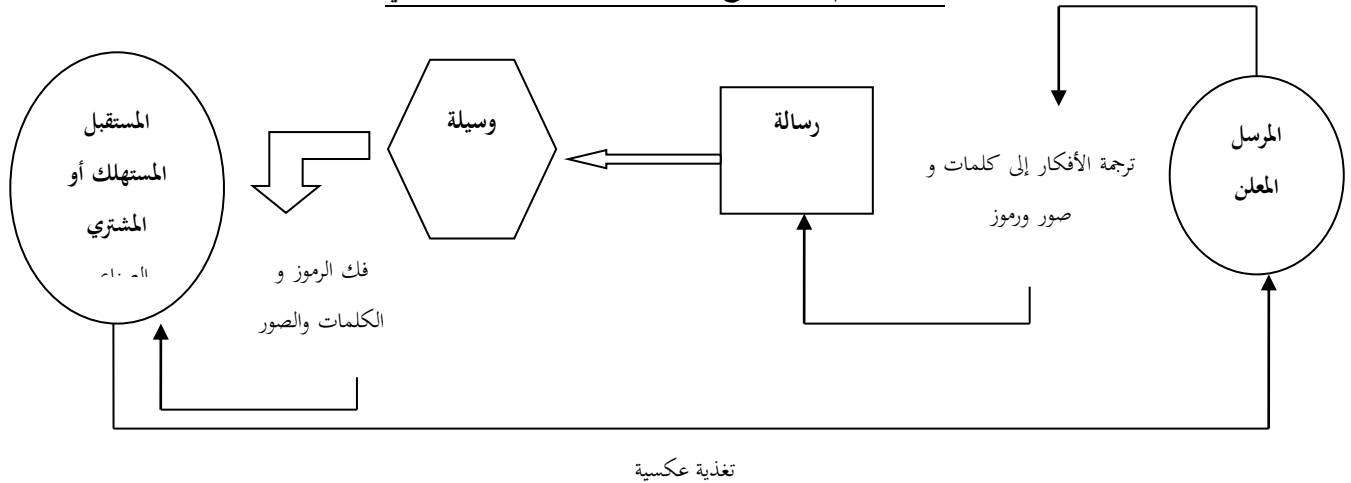 المرسل
المعلن
ترجمة الأفكار إلى كلمات و
صور ورموز
رسالة
وسيلة
فك الرموز و
الكلمات والصور
المستقبل
المستهلك أو
المشتري
تغذية عكسية